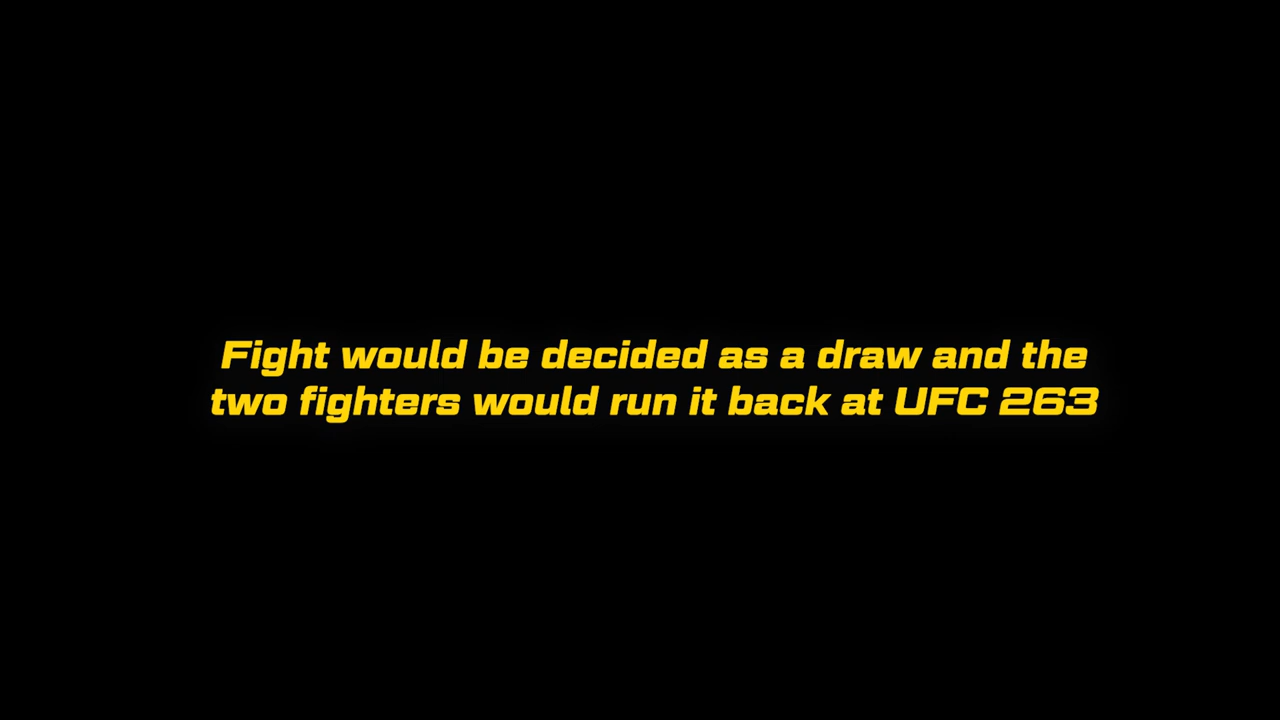 Fight would be decided as a draw and the
two fighters would run it back at UFC 263